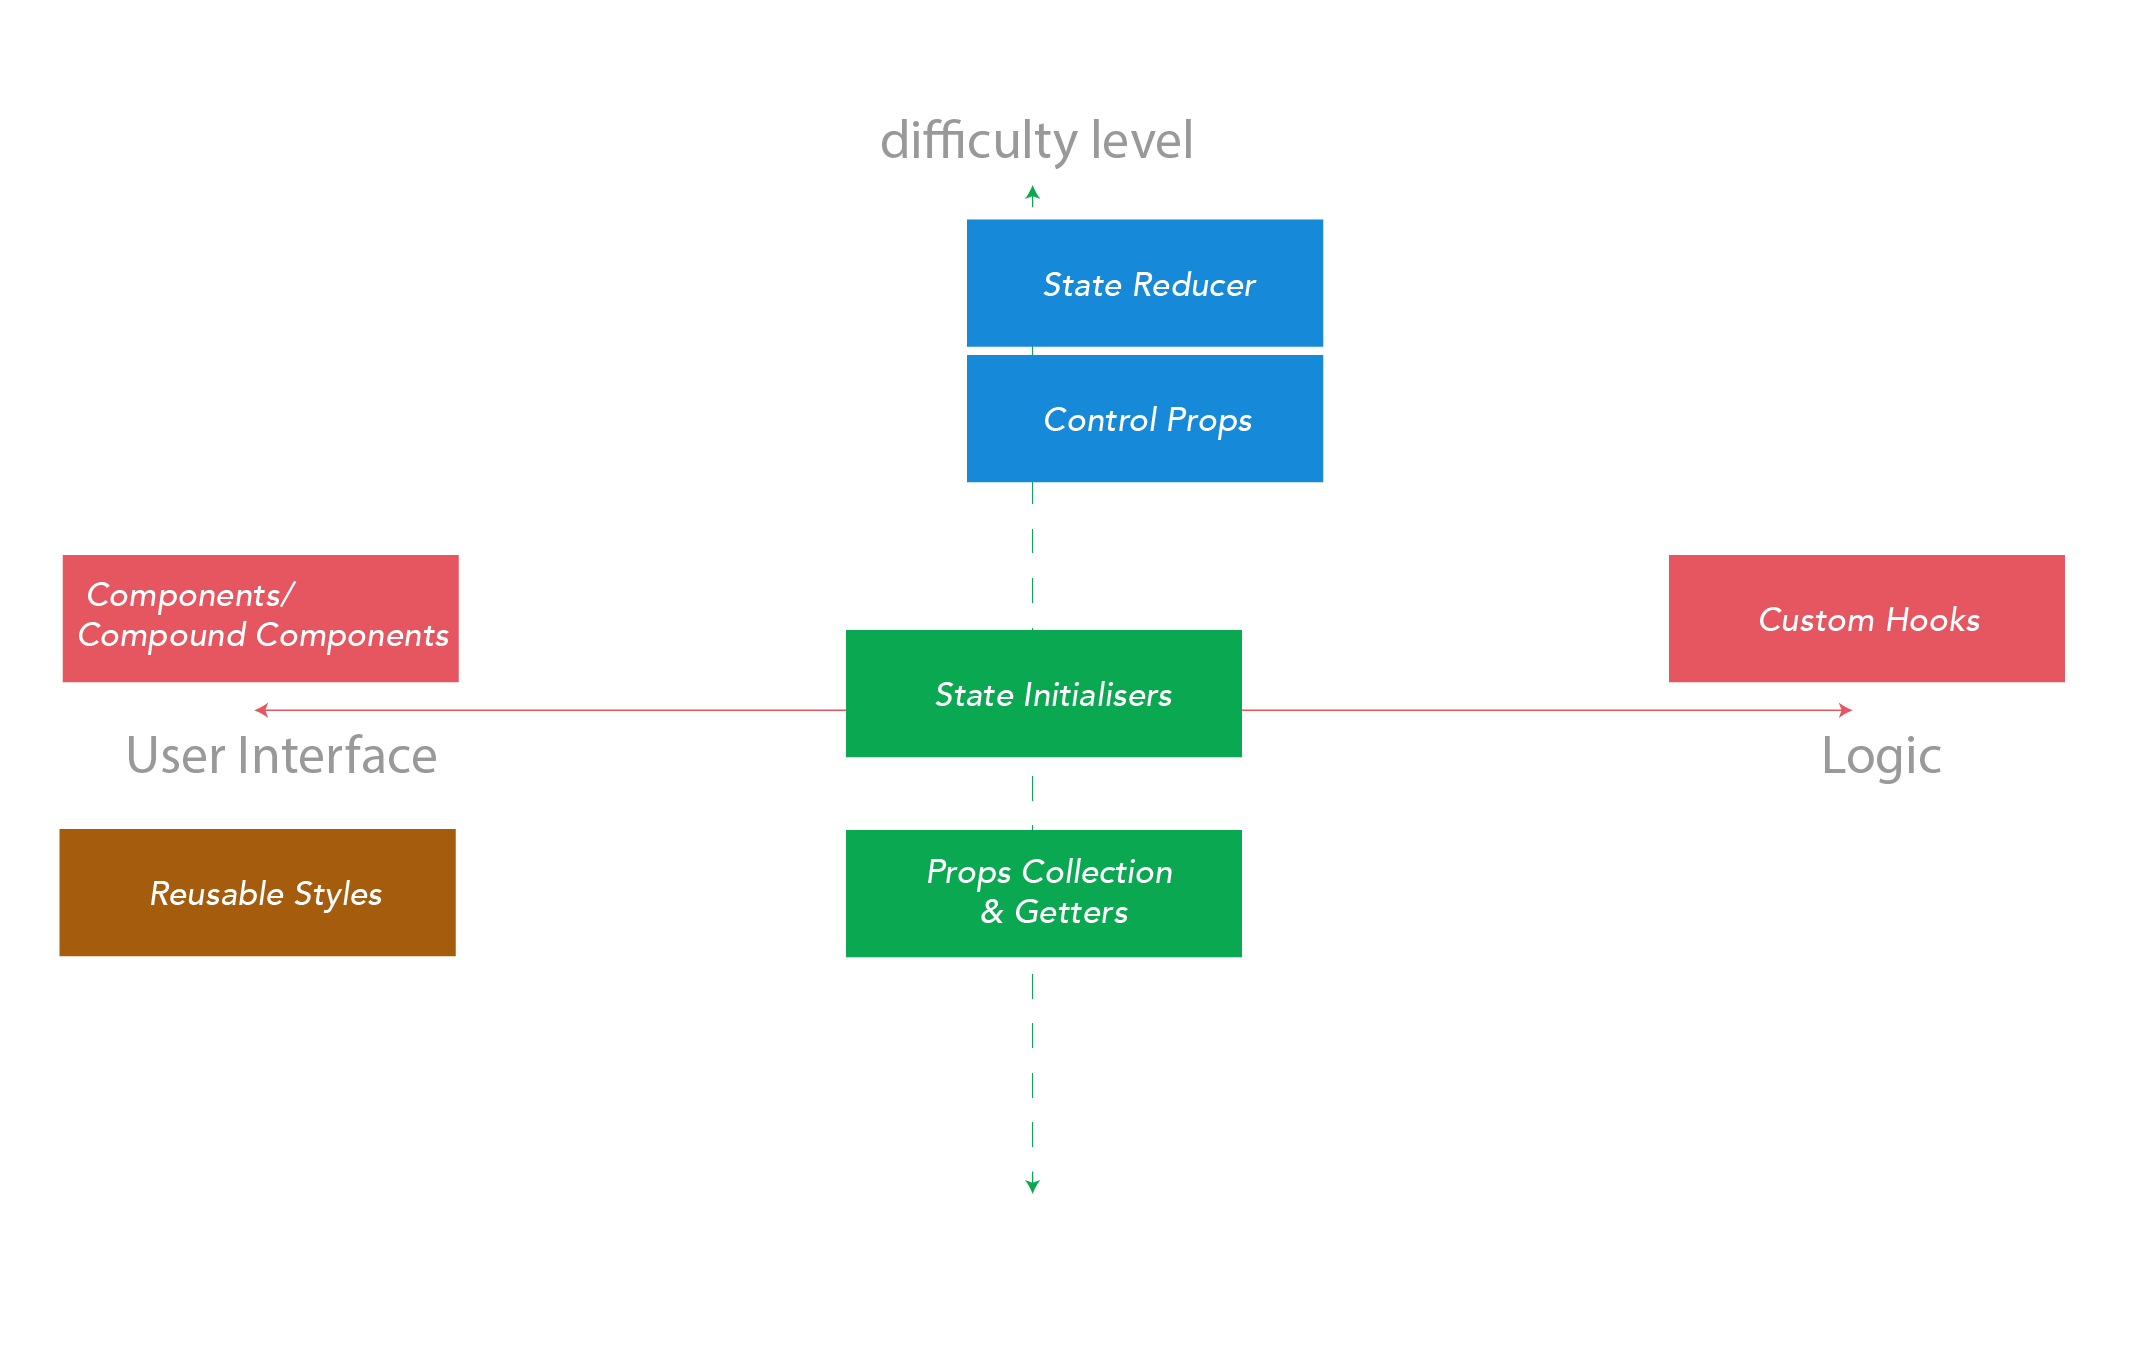 difficulty level
State Reducer
Control Props
Components/
Compound Components
Custom Hooks
State Initialisers
User Interface
Logic
Reusable Styles
Props Collection
& Getters